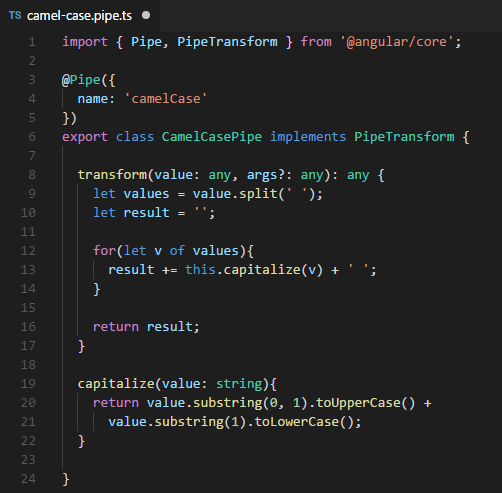 TS camel-case.pipe.ts ●
1 import { Pipe, PipeTransform } from '@angular/core';
2
3 @Pipe({
4   name: 'camelCase'
5 })
6 export class CamelCasePipe implements PipeTransform {
7
8   transform(value: any, args?: any): any {
9     let values = value.split(' ');
10     let result = '';
11
12     for(let v of values){
13       result += this.capitalize(v) + ' ';
14     }
15
16     return result;
17   }
18
19   capitalize(value: string){
20     return value.substring(0, 1).toUpperCase() +
21       value.substring(1).toLowerCase();
22   }
23
24 }